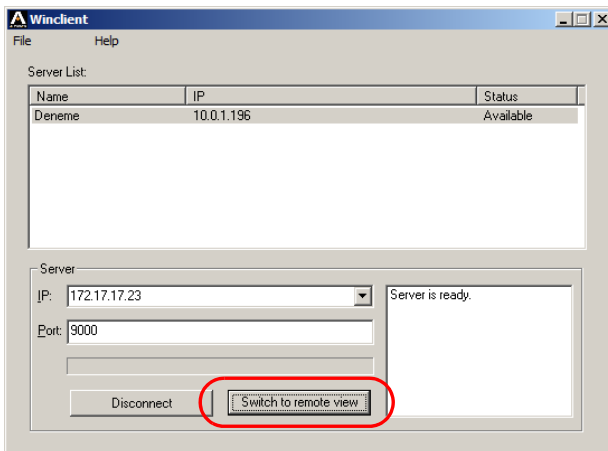 Winclient
File Help
Server List:
Name IP Status
Deneme 10.0.1.196 Available
Server
IP: 172.17.17.23
Server is ready.
Port: 9000
Disconnect Switch to remote view